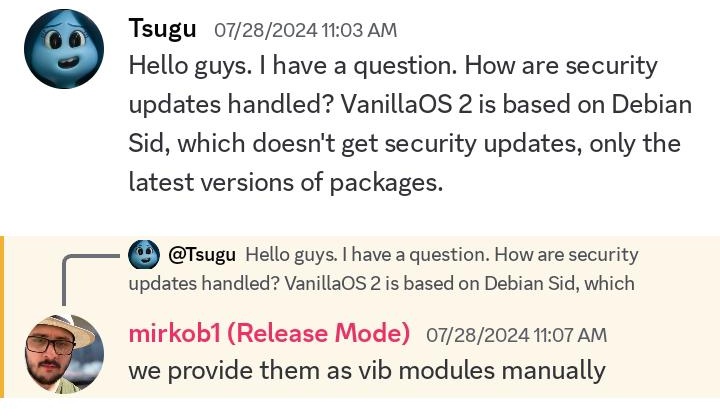 Tsugu 07/28/2024 11:03 AM
Hello guys. I have a question. How are security
updates handled? VanillaOS 2 is based on Debian
Sid, which doesn't get security updates, only the
latest versions of packages.
@Tsugu Hello guys. I have a question. How are security
updates handled? VanillaOS 2 is based on Debian Sid, which
mirkob1 (Release Mode) 07/28/2024 11:07 AM
we provide them as vib modules manually